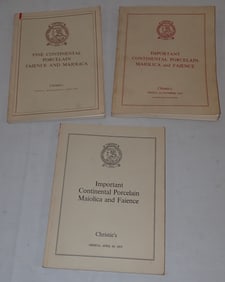 FINE CONTINENTAL
PORCELAIN
FAIENCE AND MAIOLICA
Christie's
IMPORTANT
CONTINENTAL PORCELAIN
MAIOLICA and FAIENCE
Christie's
Important
Continental Porcelain
Maiolica and Faience
Christie's